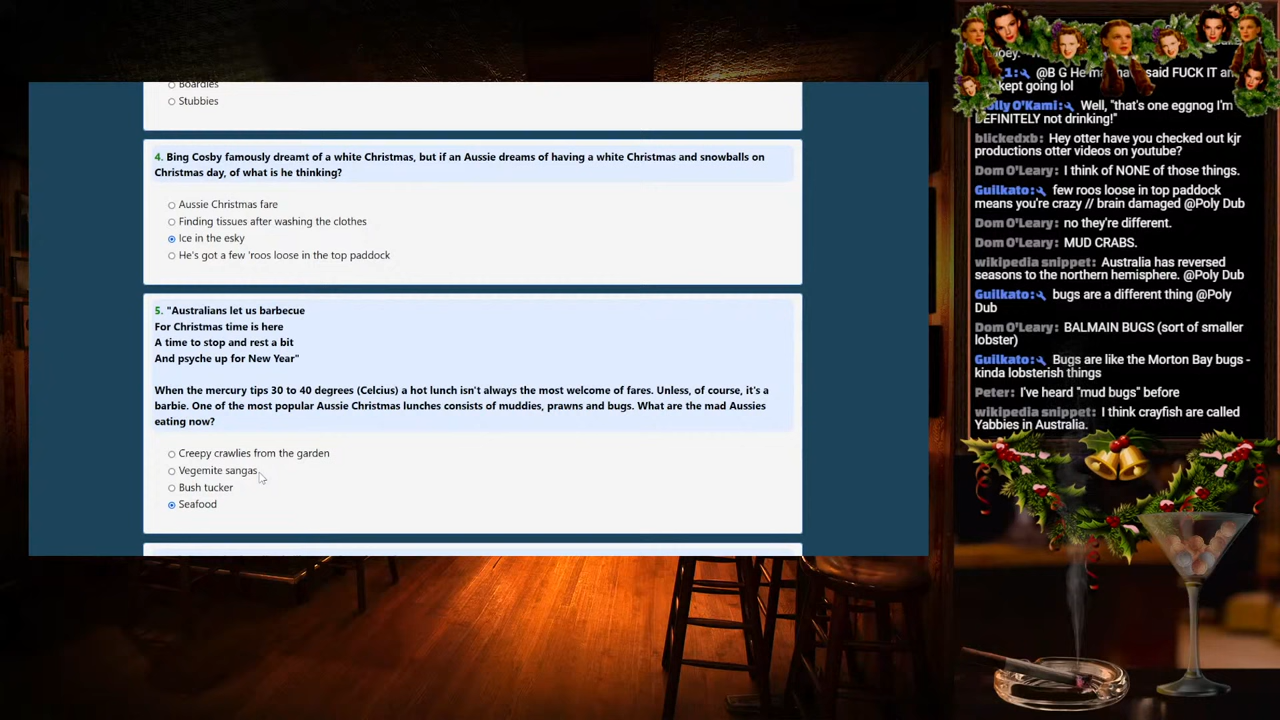 Boardies
Stubbies
4. Bing Cosby famously dreamt of a white Christmas, but if an Aussie dreams of having a white Christmas and snowballs on
Christmas day, of what is he thinking?
Aussie Christmas fare
Finding tissues after washing the clothes
Ice in the esky
He's got a few 'roos loose in the top paddock
5. "Australians let us barbecue
For Christmas time is here
A time to stop and rest a bit
And psyche up for New Year"
When the mercury tips 30 to 40 degrees (Celcius) a hot lunch isn't always the most welcome of fares. Unless, of course, it's a
barbie. One of the most popular Aussie Christmas lunches consists of muddies, prawns and bugs. What are the mad Aussies
eating now?
Creepy crawlies from the garden
Vegemite sangas
Bush tucker
Seafood
1: @B G He said FUCK IT
kept going lol
O'Kami: Well, "that's one eggnog I'm
DEFINITELY not drinking!"
blickedxb: Hey otter have you checked out kjr
productions otter videos on youtube?
Dom O'Leary: I think of NONE of those things.
Guilkato: few roos loose in top paddock
means you're crazy // brain damaged @Poly Dub
Dom O'Leary: no they're different.
Dom O'Leary: MUD CRABS.
wikipedia snippet: Australia has reversed
seasons to the northern hemisphere. @Poly Dub
Guilkato: bugs are a different thing @Poly
Dub
Dom O'Leary: BALMAIN BUGS (sort of smaller
lobster)
Guilkato: Bugs are like the Morton Bay bugs -
kinda lobsterish things
Peter: I've heard "mud bugs" before
wikipedia snippet: I think crayfish are called
Yabbies in Australia.